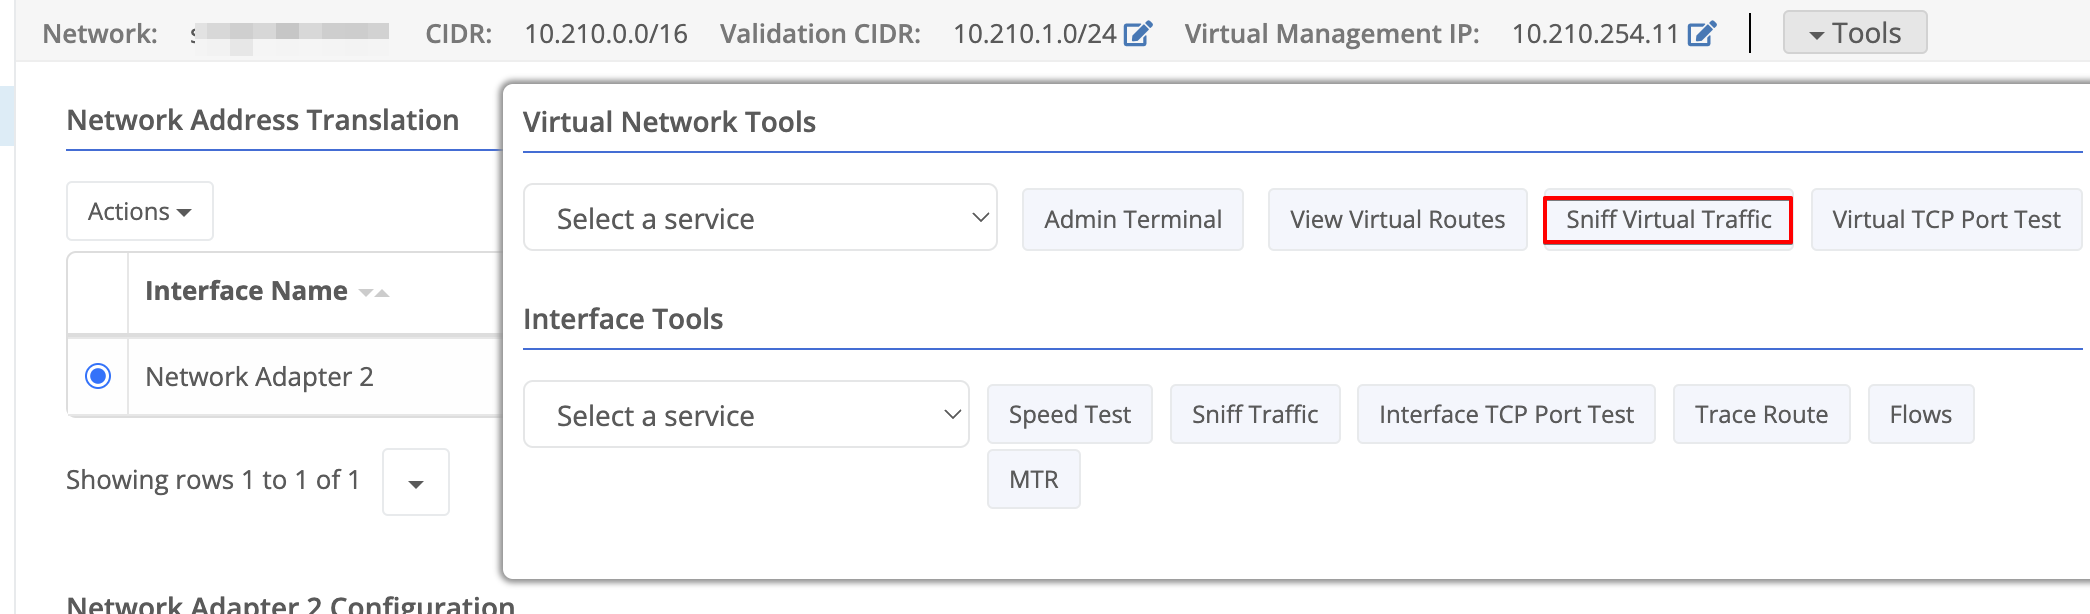 Network: CIDR: 10.210.0.0/16 Validation CIDR: 10.210.1.0/24 Virtual Management IP: 10.210.254.11 Tools
Network Address Translation
Actions
Interface Name
Network Adapter 2
Showing rows 1 to 1 of 1
Network Adapter 2 Configuration
Virtual Network Tools
Select a service Admin Terminal View Virtual Routes Sniff Virtual Traffic Virtual TCP Port Test
Interface Tools
Select a service Speed Test Sniff Traffic Interface TCP Port Test Trace Route Flows
MTR